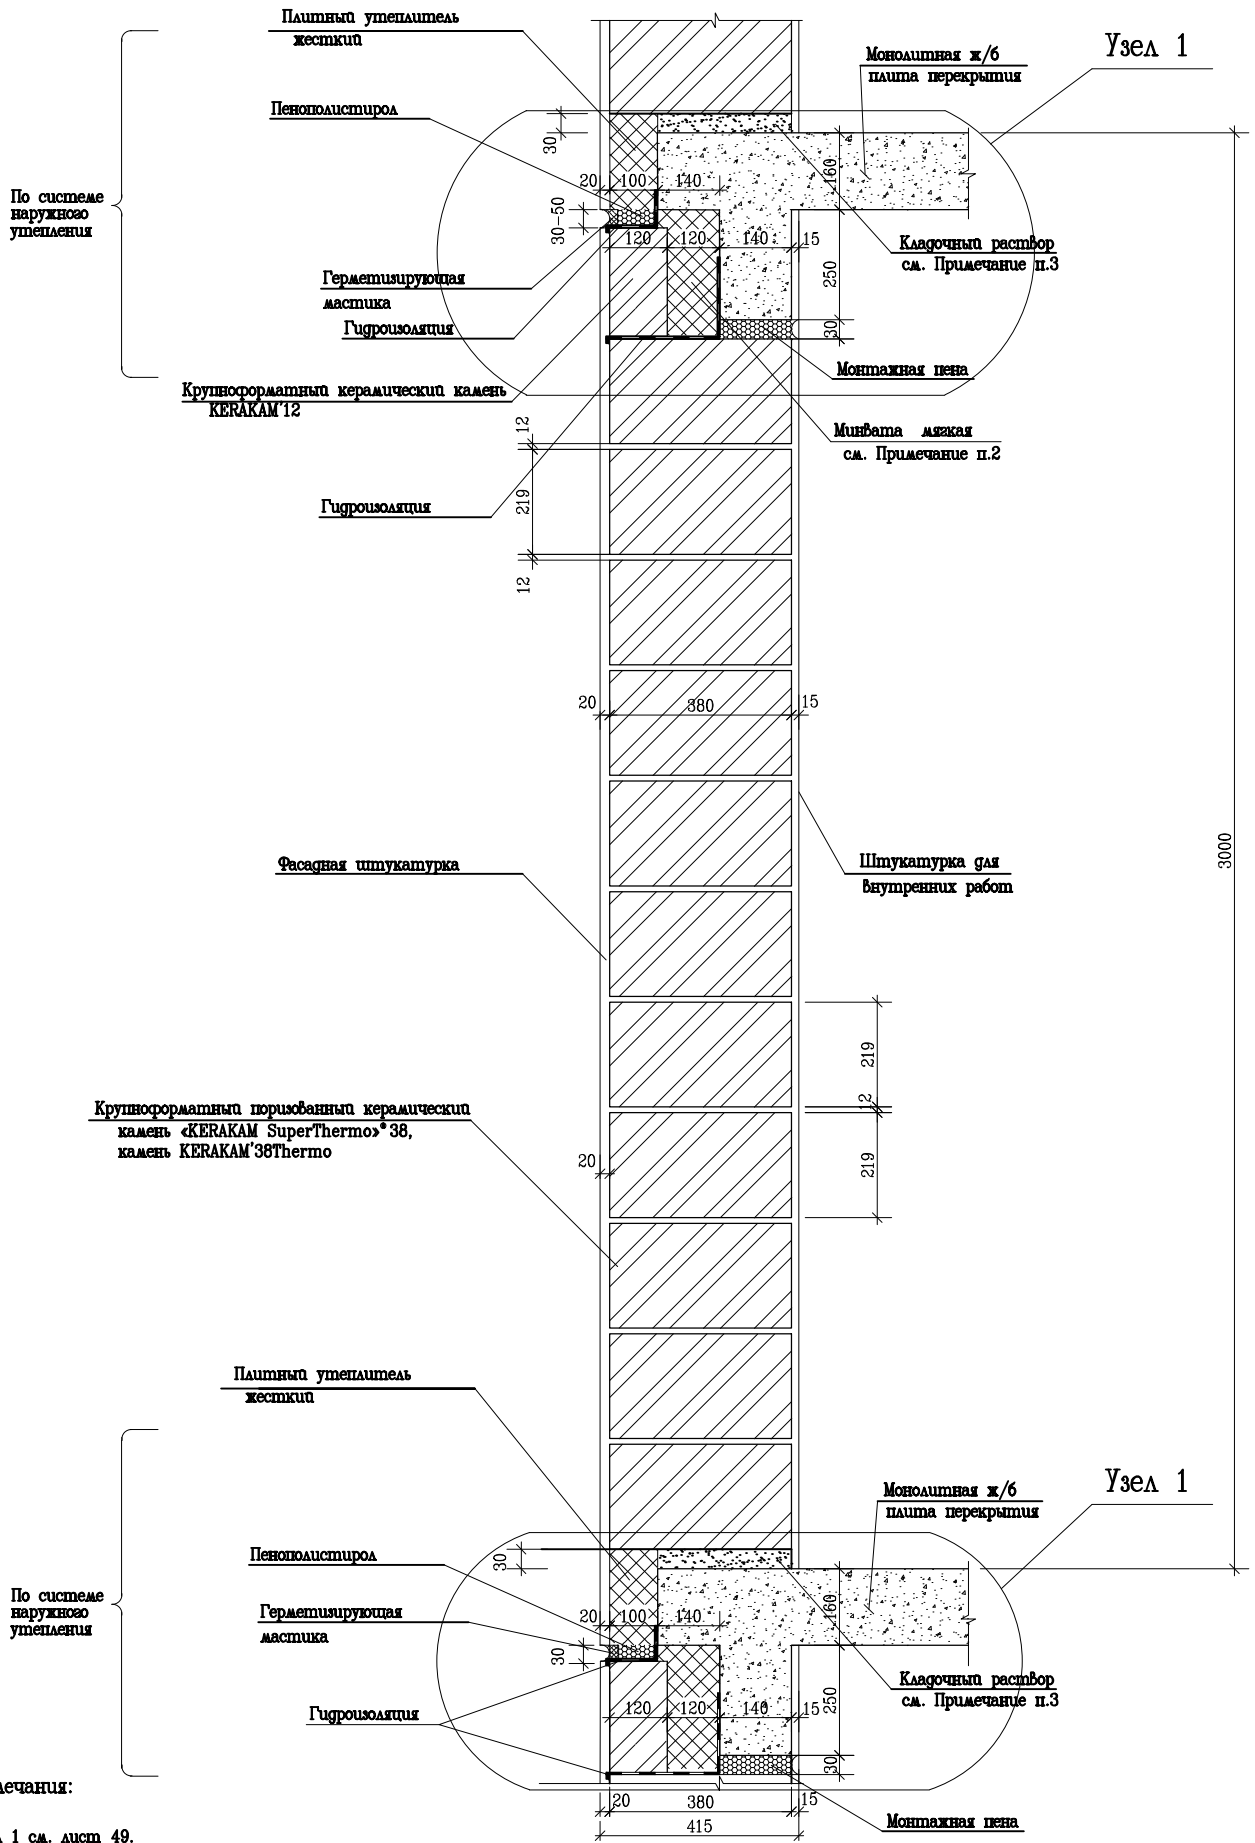 Плитный утеплитель
жесткий
Узел 1
Монолитная ж/б
плита перекрытия
Пенополистирол
30
160
По системе
наружного
утепления
20 100 140
30-50
120 120 140 15
Кладочный раствор
см. Примечание п.3
250
Герметизирующая
мастика
Гидроизоляция
30
Монтажная пена
Крупноформатный керамический камень
KERAKAM'12
12
Минвата мягкая
см. Примечание п.2
219
Гидроизоляция
12
20 380 15
3000
Фасадная штукатурка
Штукатурка для
внутренних работ
219
12
Крупноформатный поризованный керамический
камень «KERAKAM SuperThermo»® 38,
камень KERAKAM'38Thermo
20
219
Плитный утеплитель
жесткий
Узел 1
Монолитная ж/б
плита перекрытия
Пенополистирол
30
По системе
наружного
утепления
Герметизирующая
мастика
20 100 140
160
30
Кладочный раствор
см. Примечание п.3
Гидроизоляция
120 120 140 15
250
30
ечания:
20 380 15
Монтажная пена
415
1 см. лист 49.